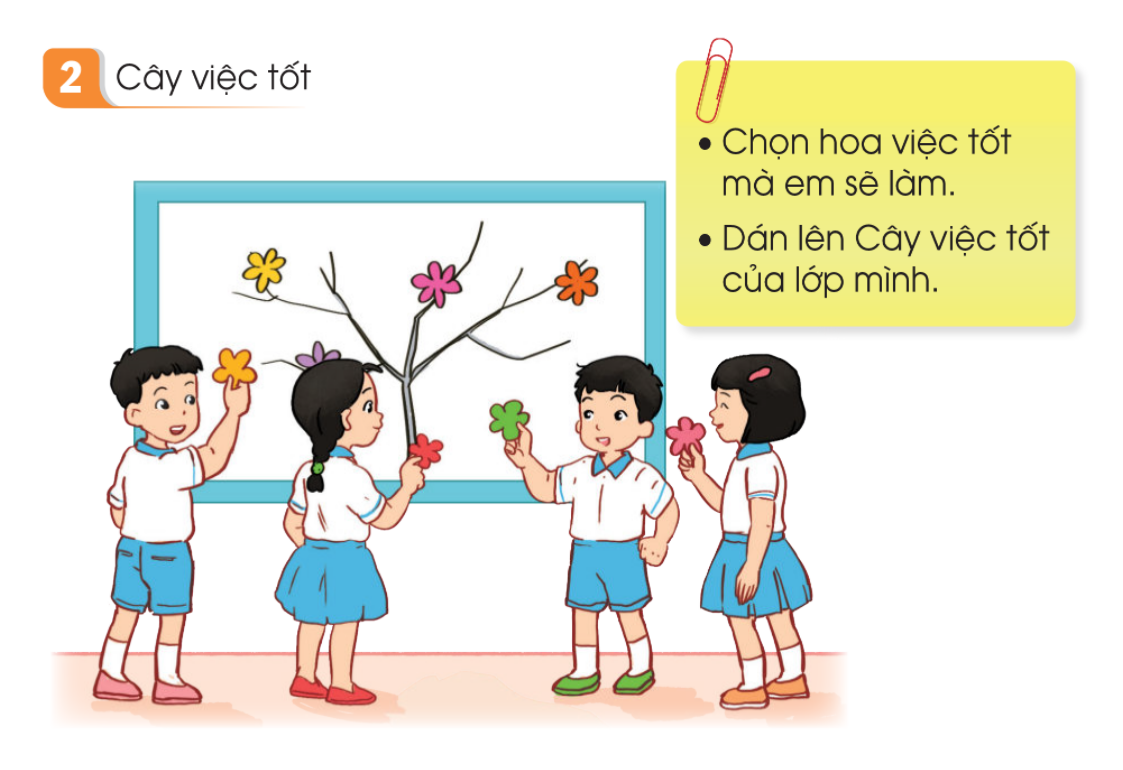 2 Cây việc tốt
• Chọn hoa việc tốt
mà em sẽ làm.
• Dán lên Cây việc tốt
của lớp mình.